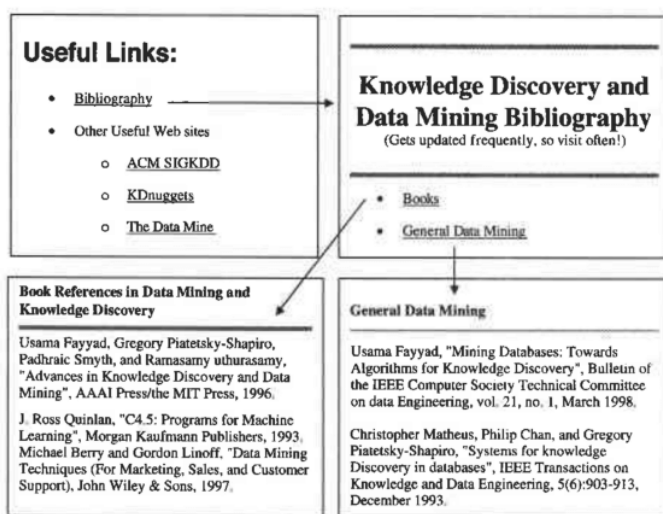 Useful Links:
• Bibliography
• Other Useful Web sites
o ACM SIGKDD
o KDnuggets
o The Data Mine
Knowledge Discovery and
Data Mining Bibliography
(Gets updated frequently, so visit often!)
• Books
• General Data Mining
Book References in Data Mining and
Knowledge Discovery
Usama Fayyad, Gregory Piatetsky-Shapiro,
Padhraic Smyth, and Ramasamy uthurasamy,
"Advances in Knowledge Discovery and Data
Mining", AAAI Press/the MIT Press, 1996.
J. Ross Quinlan, "C4.5: Programs for Machine
Learning", Morgan Kaufmann Publishers, 1993.
Michael Berry and Gordon Linoff, "Data Mining
Techniques (For Marketing, Sales, and Customer
Support), John Wiley & Sons, 1997.
General Data Mining
Usama Fayyad, "Mining Databases: Towards
Algorithms for Knowledge Discovery", Bulletin of
the IEEE Computer Society Technical Committee
on data Engineering, vol. 21, no. 1, March 1998.
Christopher Matheus, Philip Chan, and Gregory
Piatetsky-Shapiro, "Systems for knowledge
Discovery in databases", IEEE Transactions on
Knowledge and Data Engineering, 5(6):903-913,
December 1993.